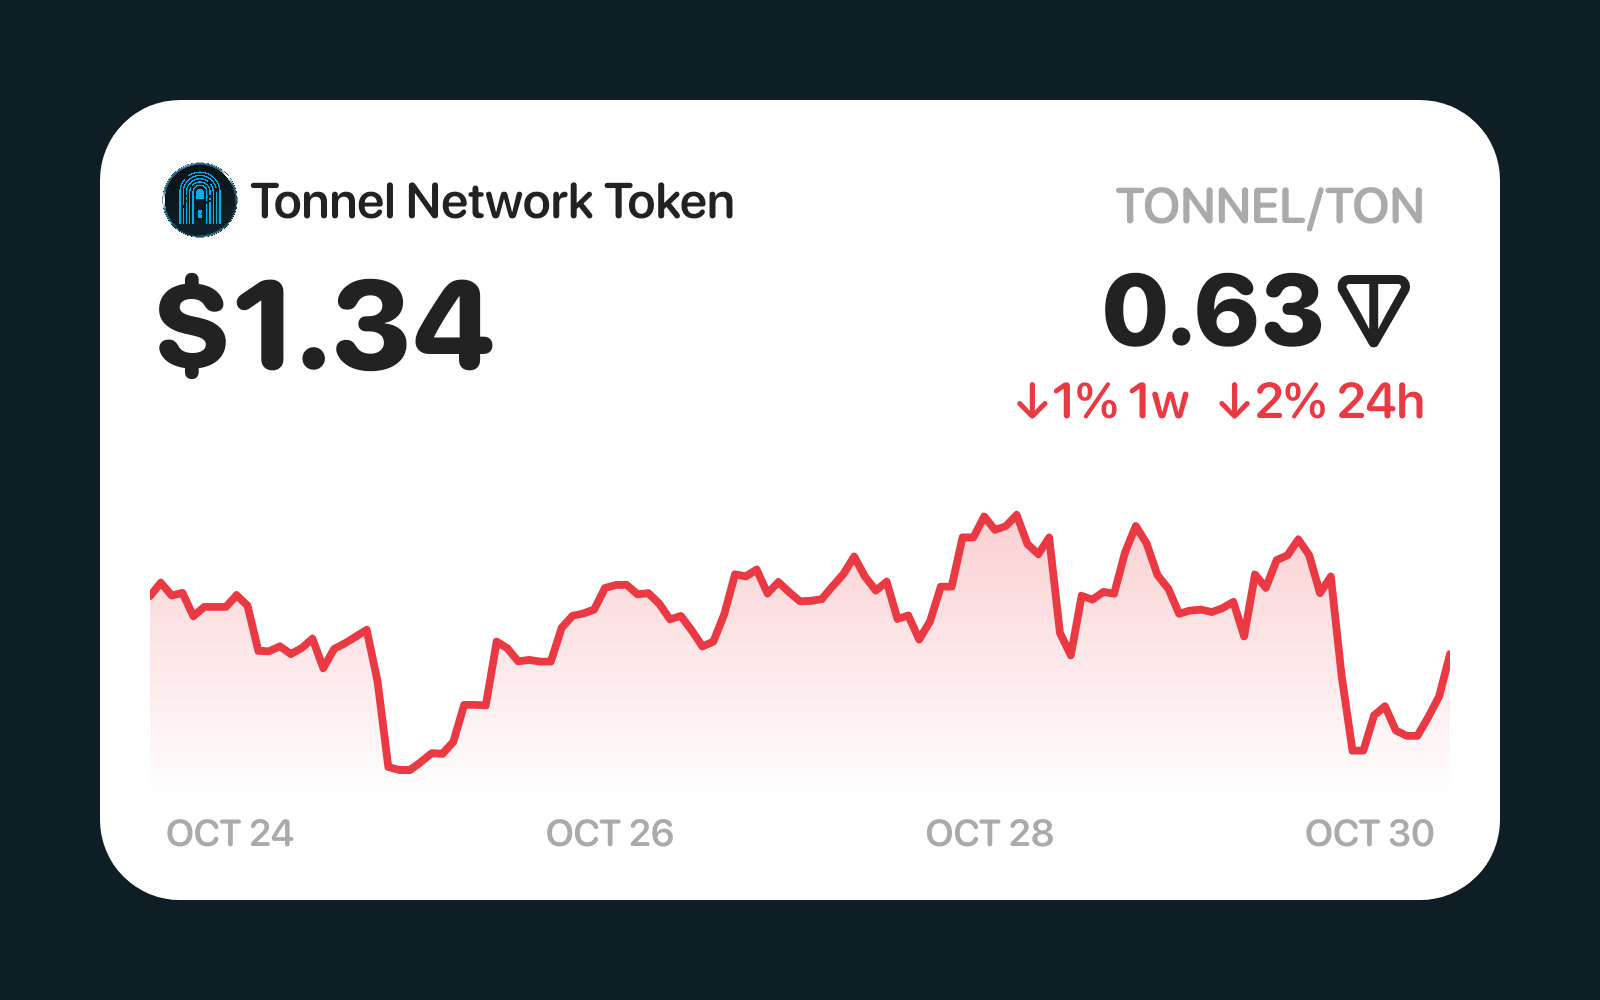 Tonnel Network Token
TONNEL/TON
$1.34
0.63
↓1% 1w ↓2% 24h
OCT 24 OCT 26 OCT 28 OCT 30